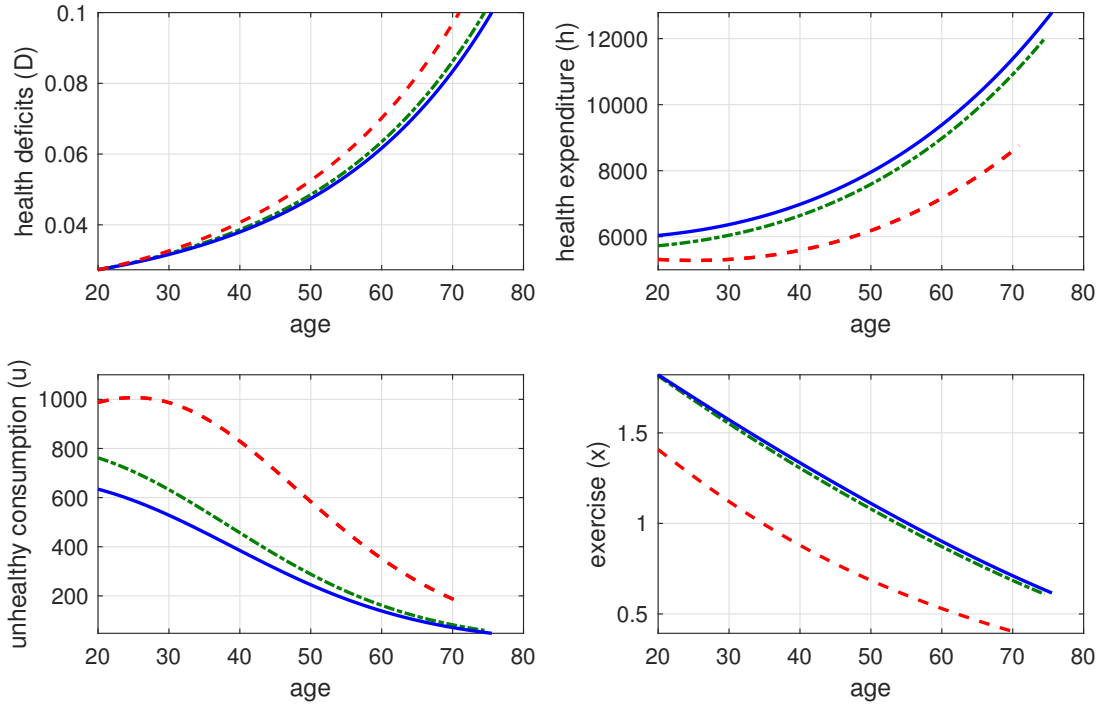 health deficits (D)
0.1
0.08
0.06
0.04
20 30 40 50 60 70 80
age
health expenditure (h)
12000
10000
8000
6000
20 30 40 50 60 70 80
age
unhealthy consumption (u)
1000
800
600
400
200
20 30 40 50 60 70 80
age
exercise (x)
1.5
1
0.5
20 30 40 50 60 70 80
age